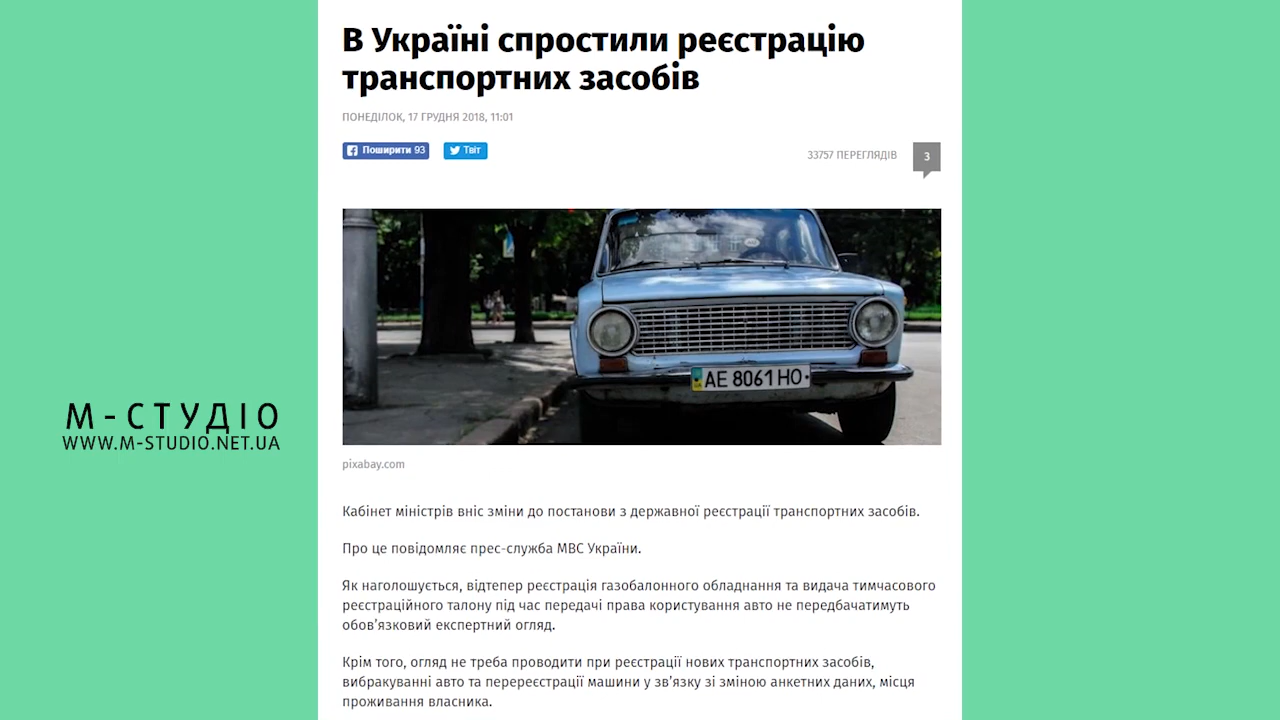 В Україні спростили реєстрацію
транспортних засобів
ПОНЕДІЛОК, 17 ГРУДНЯ 2018, 11:01
Поширити 93
Твіт
33757 ПЕРЕГЛЯДІВ
3
АЕ 8061 НО
М-СТУДІО
WWW.M-STUDIO.NET.UA
pixabay.com
Кабінет міністрів вніс зміни до постанови з державної реєстрації транспортних засобів.
Про це повідомляє прес-служба МВС України.
Як наголошується, відтепер реєстрація газобалонного обладнання та видача тимчасового
реєстраційного талону під час передачі права користування авто не передбачатимуть
обов’язковий експертний огляд.
Крім того, огляд не треба проводити при реєстрації нових транспортних засобів,
вибракуванні авто та перереєстрації машини у зв’язку зі зміною анкетних даних, місця
проживання власника.